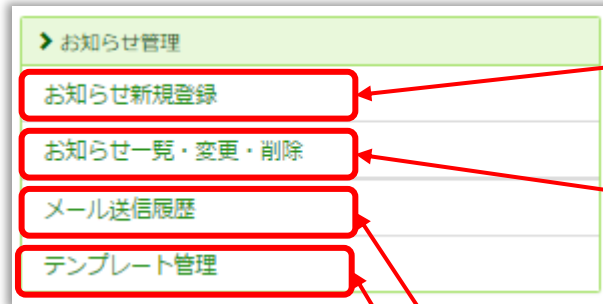 お知らせ管理
お知らせ新規登録
お知らせ一覧・変更・削除
メール送信履歴
テンプレート管理